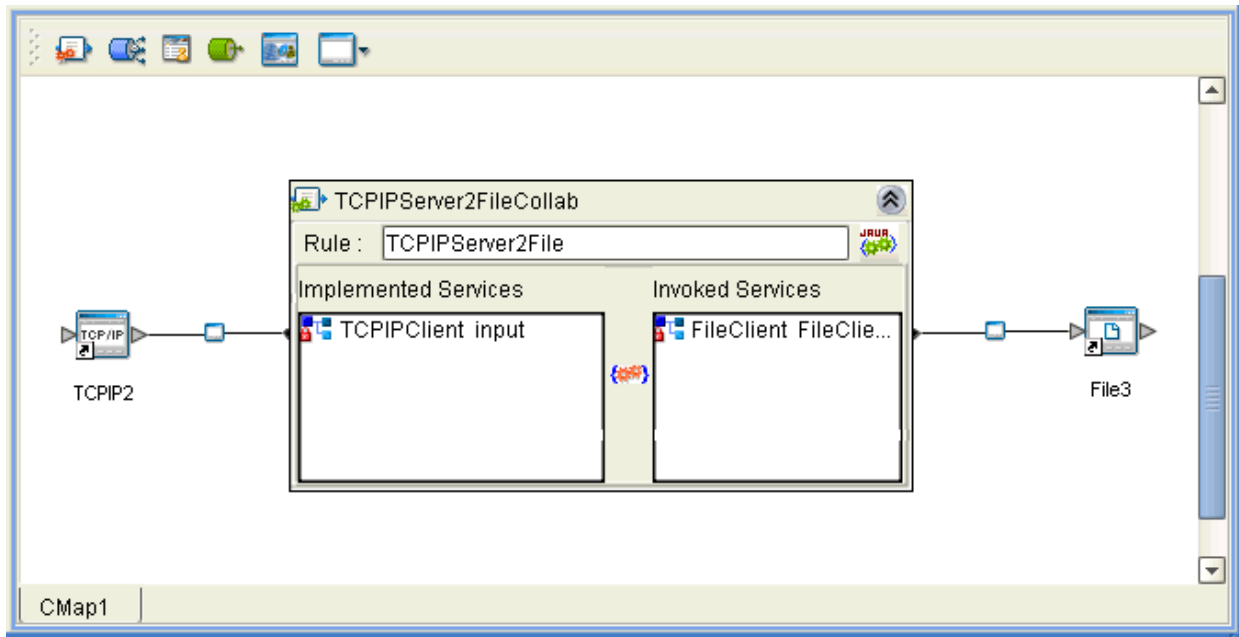 TCPIPServer2FileCollab
Rule :
TCPIPServer2File
JAVA
Implemented Services
Invoked Services
TCPIPClient input
FileClient FileClie...
TCP/IP
TCPIP2
File3
CMap1